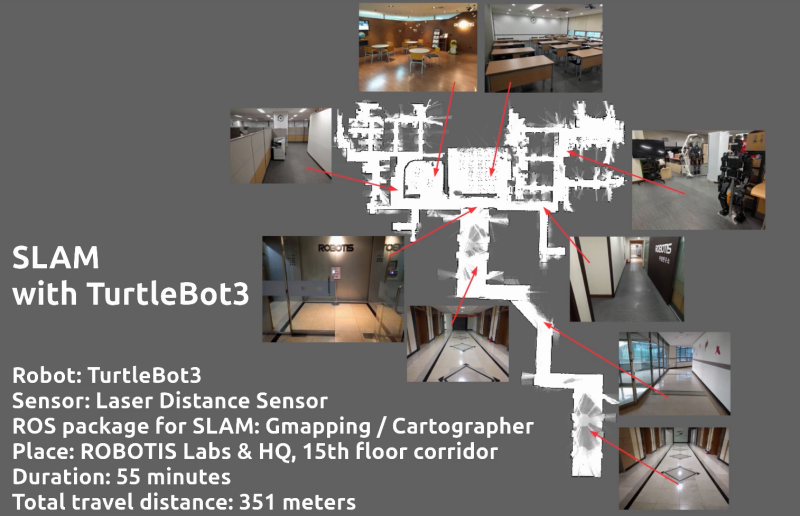 SLAM
with TurtleBot3
Robot: TurtleBot3
Sensor: Laser Distance Sensor
ROS package for SLAM: Gmapping / Cartographer
Place: ROBOTIS Labs & HQ, 15th floor corridor
Duration: 55 minutes
Total travel distance: 351 meters
ROBOTIS
ROBOTIS